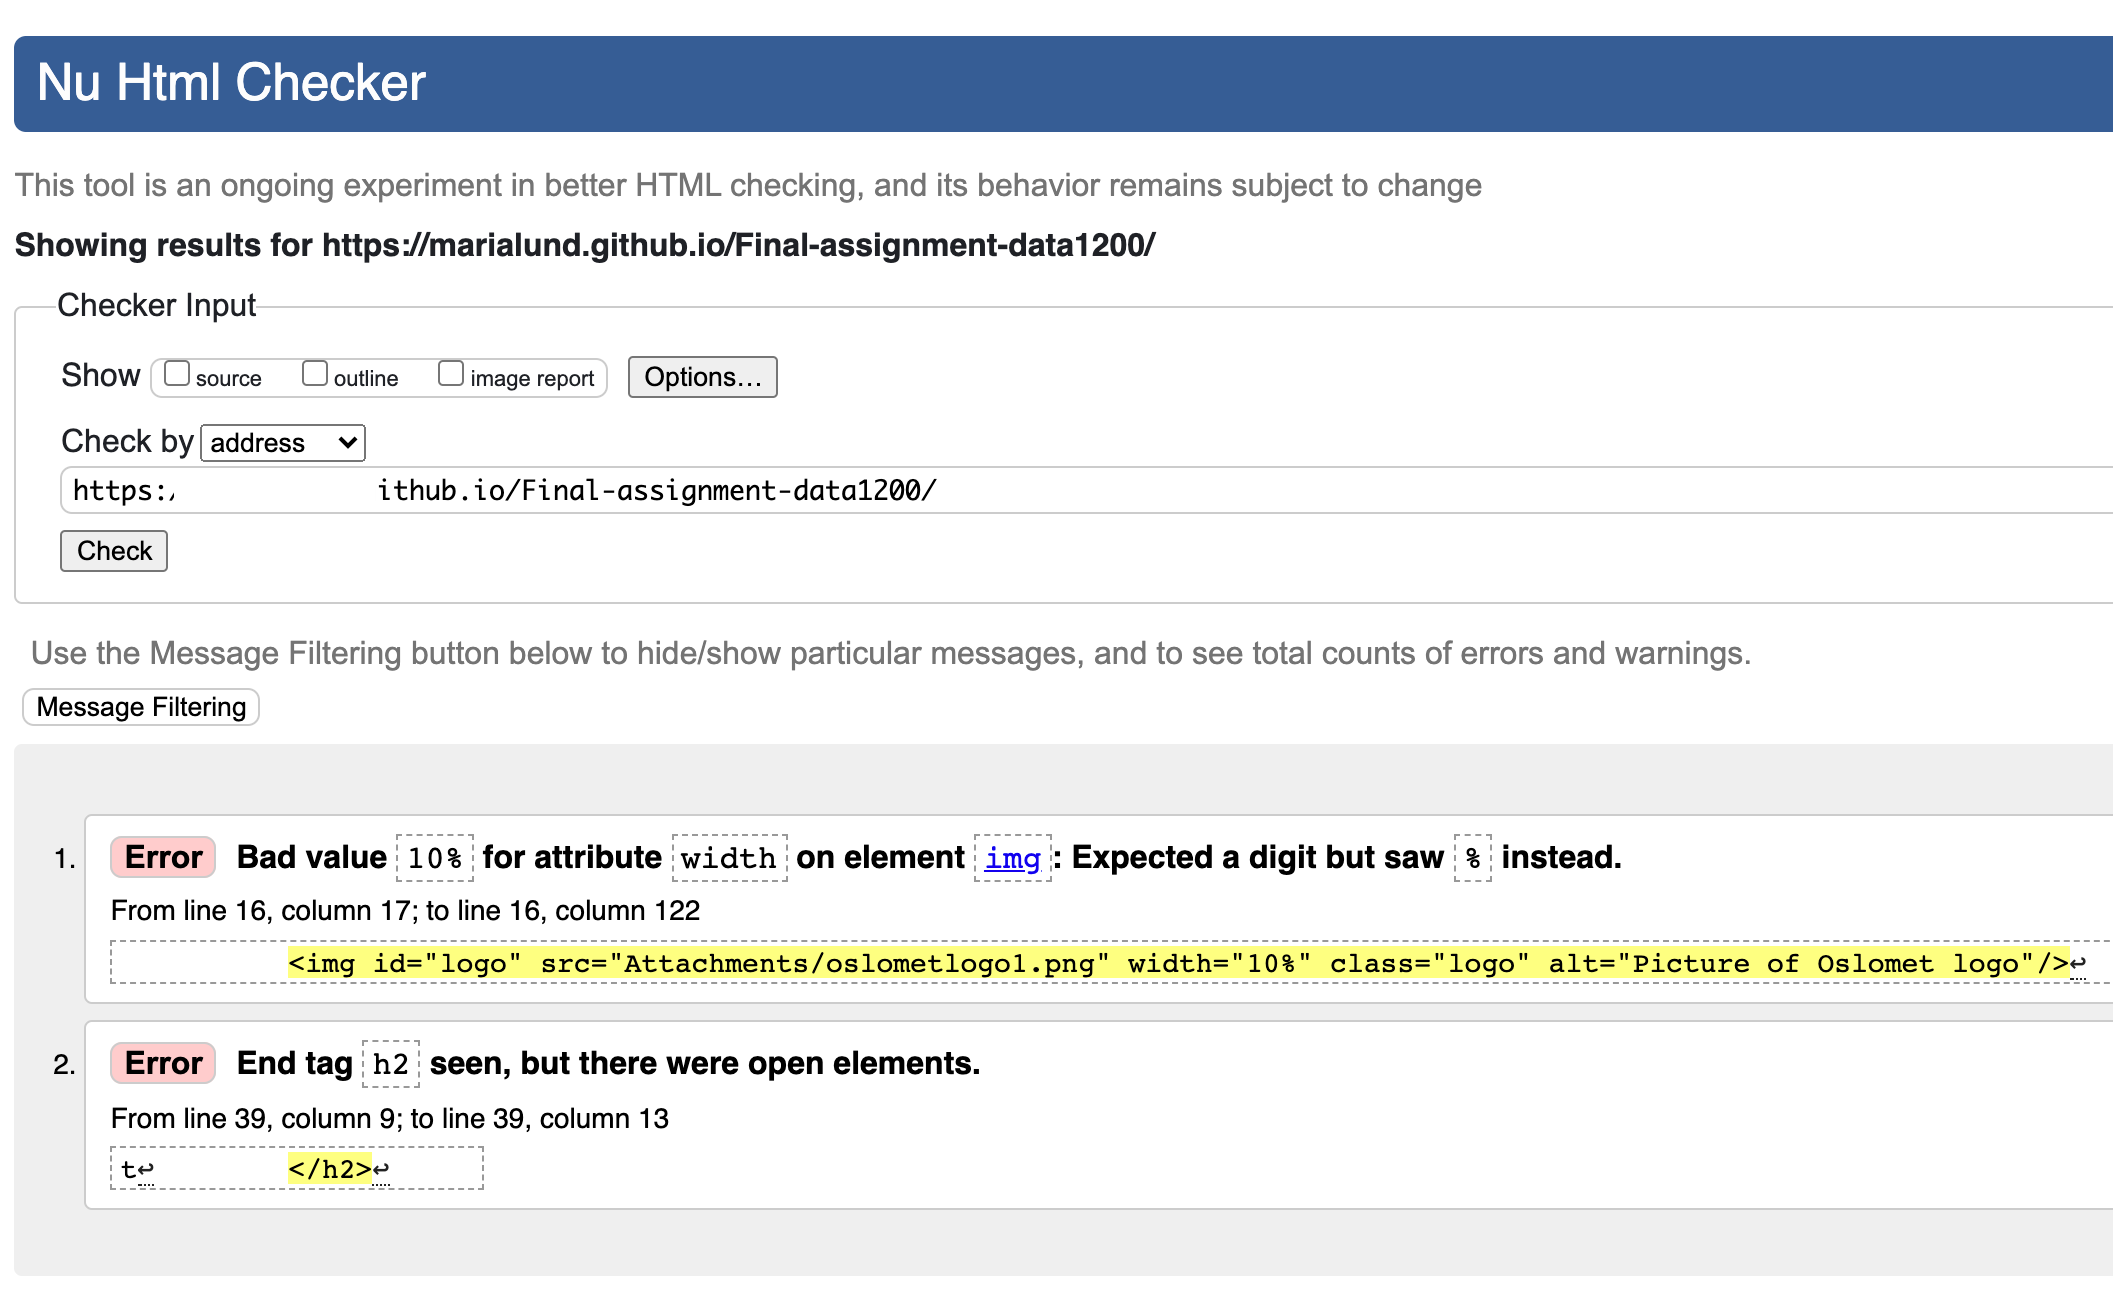 Nu Html Checker
This tool is an ongoing experiment in better HTML checking, and its behavior remains subject to change
Showing results for https://marialund.github.io/Final-assignment-data1200/
Checker Input
Show source outline image report Options...
Check by address
https:/ ithub.io/Final-assignment-data1200/
Check
Use the Message Filtering button below to hide/show particular messages, and to see total counts of errors and warnings.
Message Filtering
1. Error Bad value 10% for attribute width on element img: Expected a digit but saw % instead.
From line 16, column 17; to line 16, column 122
<img id="logo" src="Attachments/oslometlogo1.png" width="10%" class="logo" alt="Picture of Oslomet logo"/>↩
2. Error End tag h2 seen, but there were open elements.
From line 39, column 9; to line 39, column 13
t↩ </h2>↩